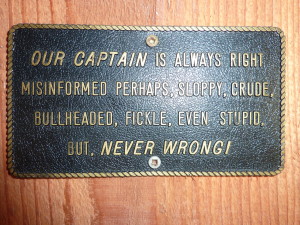 OUR CAPTAIN IS ALWAYS RIGHT,
MISINFORMED PERHAPS, SLOPPY, CRUDE,
BULLHEADED, FICKLE, EVEN STUPID,
BUT, NEVER WRONG!